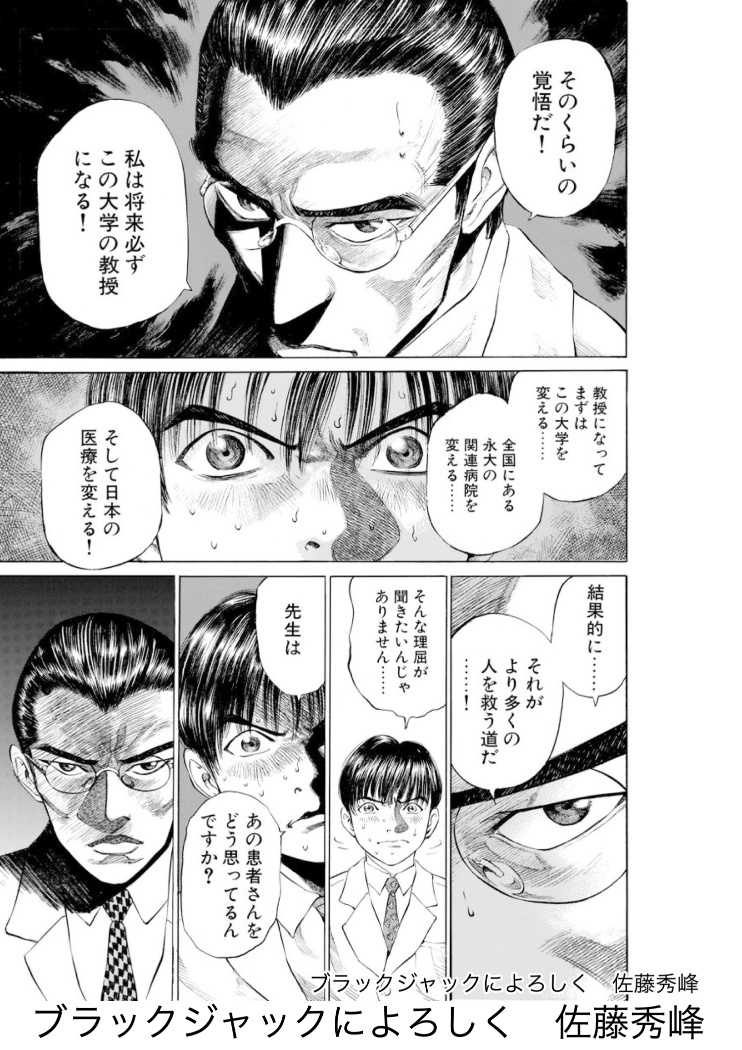 そのくらいの
覚悟だ！
私は将来必ず
この大学の教授
になる！
教授になって
まずは
この大学を
変える……
全国にある
永大の
関連病院を
変える……
そして日本の
医療を変える！
結果的に……
それが
より多くの
人を救う道だ
……！
そんな理屈が
聞きたいんじゃ
ありません……
先生は
あの患者さんを
どう思ってるん
ですか？
ブラックジャックによろしく　佐藤秀峰
ブラックジャックによろしく　佐藤秀峰